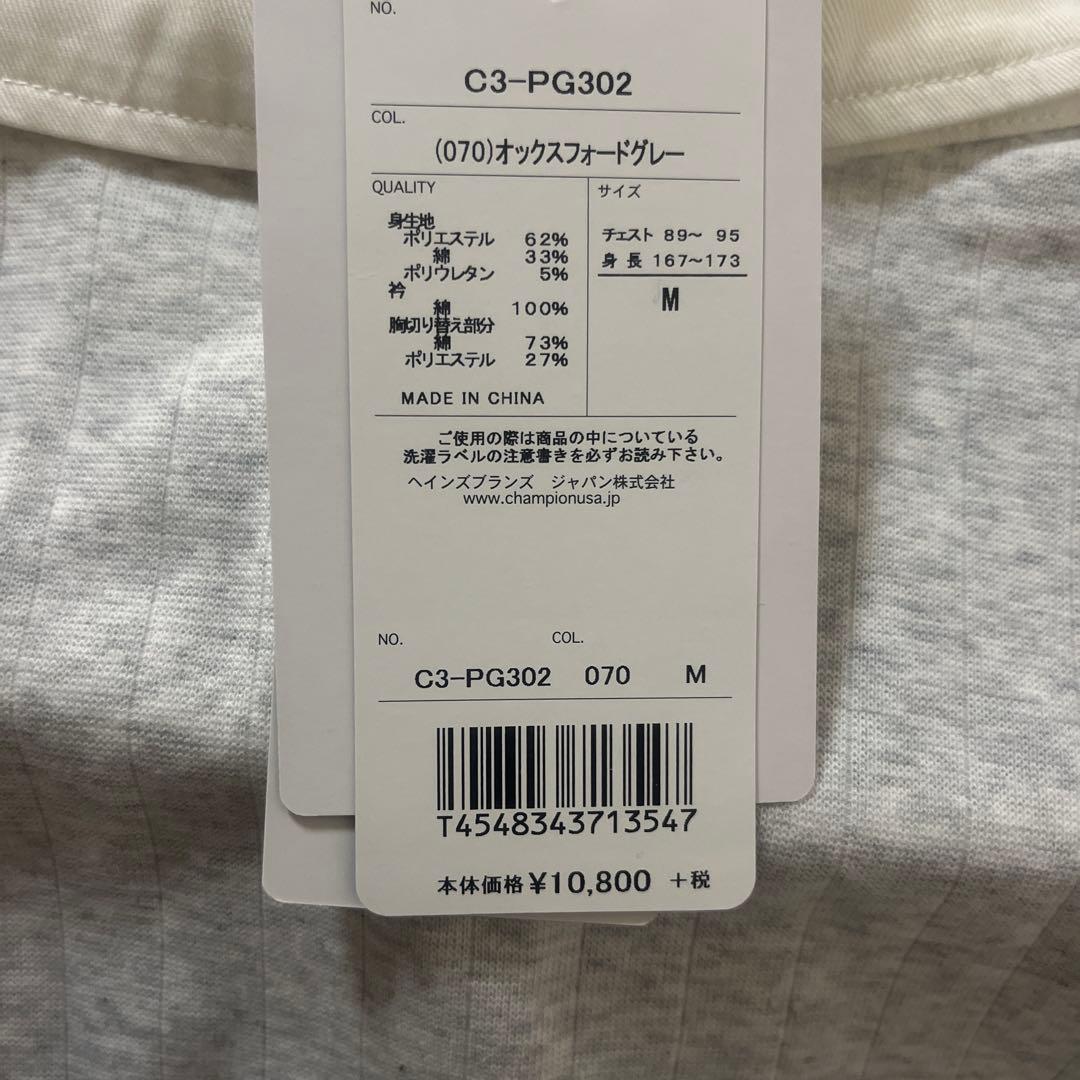 NO.
C3-PG302
COL.
(070)オックスフォードグレー
QUALITY
身生地
ポリエステル 62%
綿 33%
ポリウレタン 5%
衿
綿 100%
胸切り替え部分
綿 73%
ポリエステル 27%
MADE IN CHINA
サイズ
チェスト 89～ 95
身長 167～173
M
ご使用の際は商品の中についている
洗濯ラベルの注意書きを必ずお読み下さい。
ヘインズブランズ ジャパン株式会社
www.championusa.jp
NO. COL.
C3-PG302 070 M
T4548343713547
本体価格 ¥10,800 +税